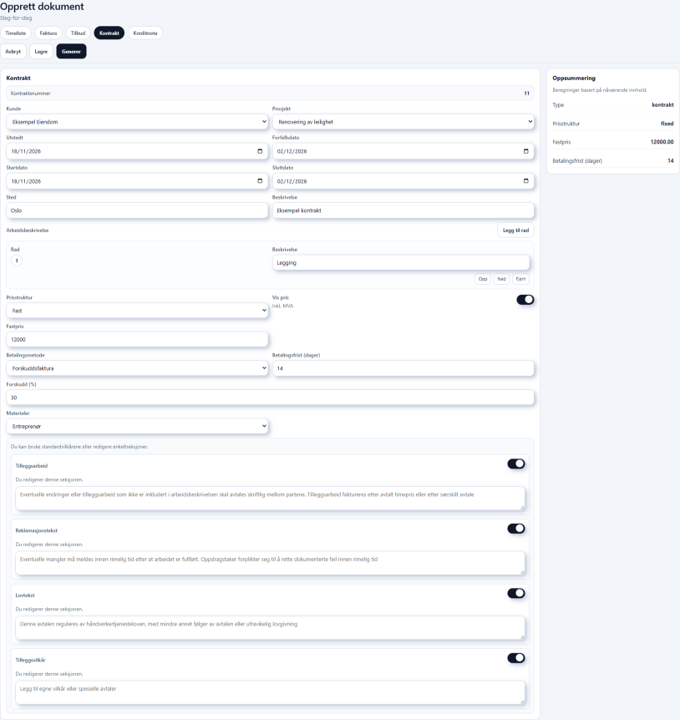 Opprett dokument
Steg-for-steg
Timeliste Faktura Tilbud Kontrakt Kreditnota
Avbryt Lagre Generer
Kontrakt
Kontraktsnummer 11
Kunde Prosjekt
Eksempel Eiendom Renovering av leilighet
Utstedt Forfallsdato
18/11/2026 02/12/2026
Startdato Sluttdato
18/11/2026 02/12/2026
Sted Beskrivelse
Oslo Eksempel kontrakt
Arbeidsbeskrivelse Legg til rad
Rad Beskrivelse
1 Legging
Opp Ned Fjern
Prisstruktur Vis pris
Fast Inkl. MVA
Fastpris
12000
Betalingsmetode Betalingsfrist (dager)
Forskuddsfaktura 14
Forskudd (%)
30
Materialer
Entreprenør
Du kan bruke standardvilkårene eller redigere enkeltseksjoner.
Tilleggsarbeid
Du redigerer denne seksjonen.
Eventuelle endringer eller tilleggsarbeid som ikke er inkludert i arbeidsbeskrivelsen skal avtales skriftlig mellom partene. Tilleggsarbeid faktureres etter avtalt timepris eller etter særskilt avtale
Reklamasjonstekst
Du redigerer denne seksjonen.
Eventuelle mangler må meldes innen rimelig tid etter at arbeidet er fullført. Oppdragstaker forplikter seg til å rette dokumenterte feil innen rimelig tid
Lovtekst
Du redigerer denne seksjonen.
Denne avtalen reguleres av håndverkertjenesteloven, med mindre annet følger av avtalen eller ufravikelig lovgivning
Tilleggsvilkår
Du redigerer denne seksjonen.
Legg til egne vilkår eller spesielle avtaler
Oppsummering
Beregninger basert på nåværende innhold.
Type kontrakt
Prisstruktur fixed
Fastpris 12000.00
Betalingsfrist (dager) 14